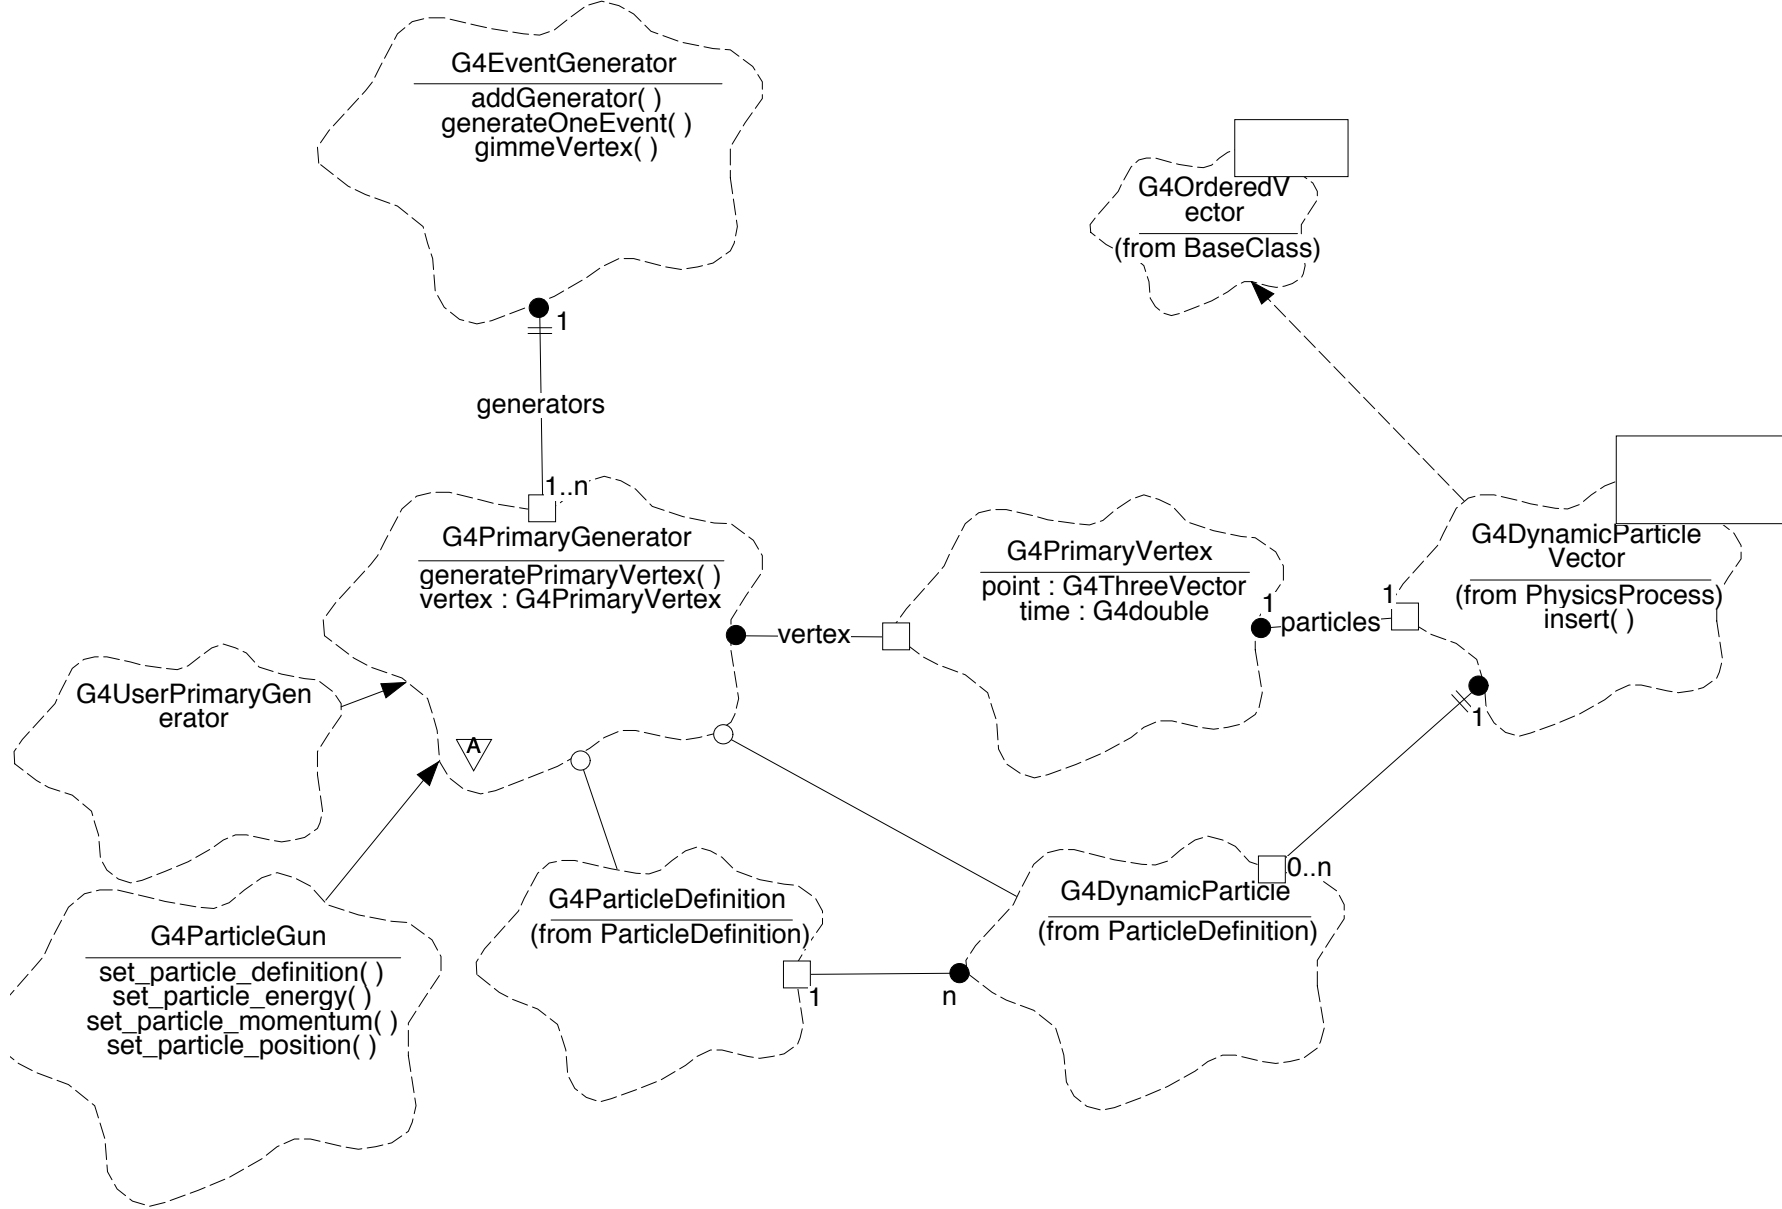 G4EventGenerator
addGenerator( )
generateOneEvent( )
gimmeVertex( )
1
generators
1..n
G4OrderedV
ector
(from BaseClass)
G4PrimaryGenerator
generatePrimaryVertex( )
vertex : G4PrimaryVertex
vertex
G4PrimaryVertex
point : G4ThreeVector
time : G4double
1
particles
1
G4DynamicParticle
Vector
(from PhysicsProcess)
insert( )
1
G4UserPrimaryGen
erator
A
G4ParticleGun
set_particle_definition( )
set_particle_energy( )
set_particle_momentum( )
set_particle_position( )
G4ParticleDefinition
(from ParticleDefinition)
1
n
0..n
G4DynamicParticle
(from ParticleDefinition)